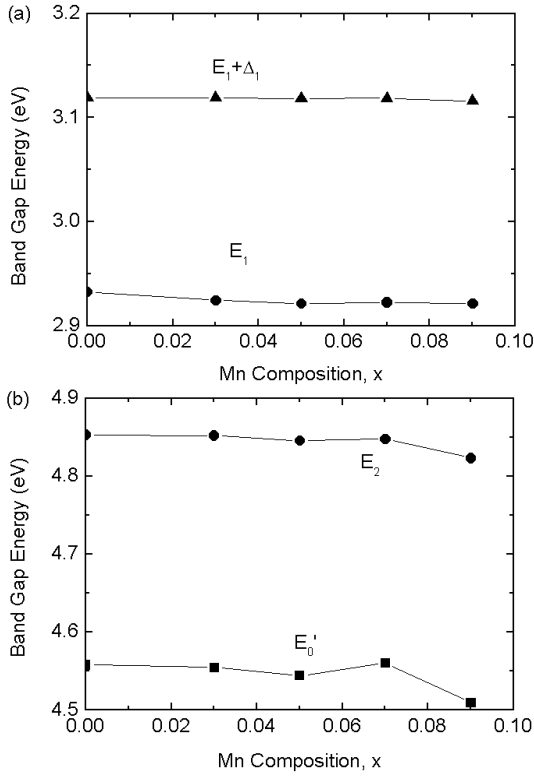 (a)
3.2
3.1
3.0
2.9
Band Gap Energy (eV)
E₁+Δ₁
E₁
0.00 0.02 0.04 0.06 0.08 0.10
Mn Composition, x
(b)
4.9
4.8
4.7
4.6
4.5
Band Gap Energy (eV)
E₂
E₀'
0.00 0.02 0.04 0.06 0.08 0.10
Mn Composition, x